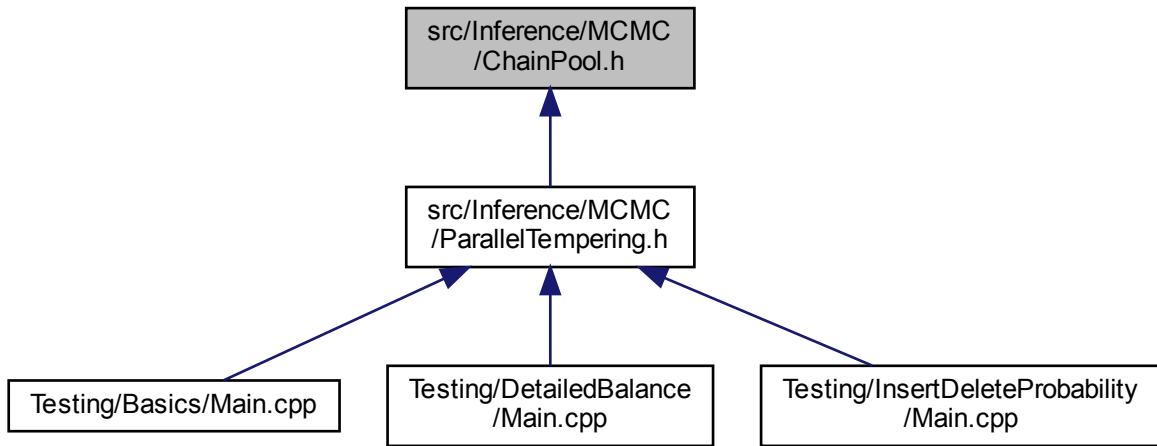 src/Inference/MCMC
/ChainPool.h
src/Inference/MCMC
/ParallelTempering.h
Testing/Basics/Main.cpp
Testing/DetailedBalance
/Main.cpp
Testing/InsertDeleteProbability
/Main.cpp